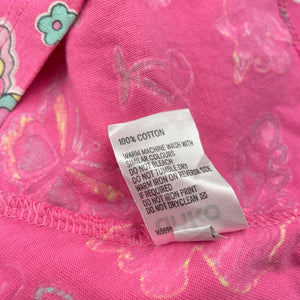 100% COTTON
WARM MACHINE WASH WITH
SIMILAR COLOURS
DO NOT BLEACH
DO NOT TUMBLE DRY
WARM IRON ON REVERSE SIDE
IF REQUIRED
DO NOT IRON PRINT
DO NOT DRYCLEAN